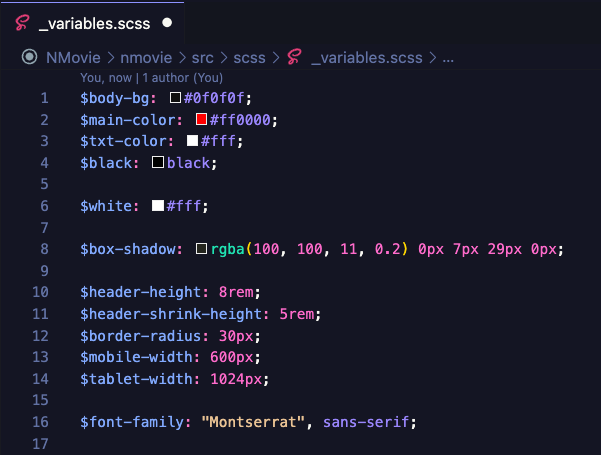 _variables.scss
NMovie > nmovie > src > scss > _variables.scss > ...
You, now | 1 author (You)
1 $body-bg: #0f0f0f;
2 $main-color: #ff0000;
3 $txt-color: #fff;
4 $black: black;
5
6 $white: #fff;
7
8 $box-shadow: rgba(100, 100, 11, 0.2) 0px 7px 29px 0px;
9
10 $header-height: 8rem;
11 $header-shrink-height: 5rem;
12 $border-radius: 30px;
13 $mobile-width: 600px;
14 $tablet-width: 1024px;
15
16 $font-family: "Montserrat", sans-serif;
17